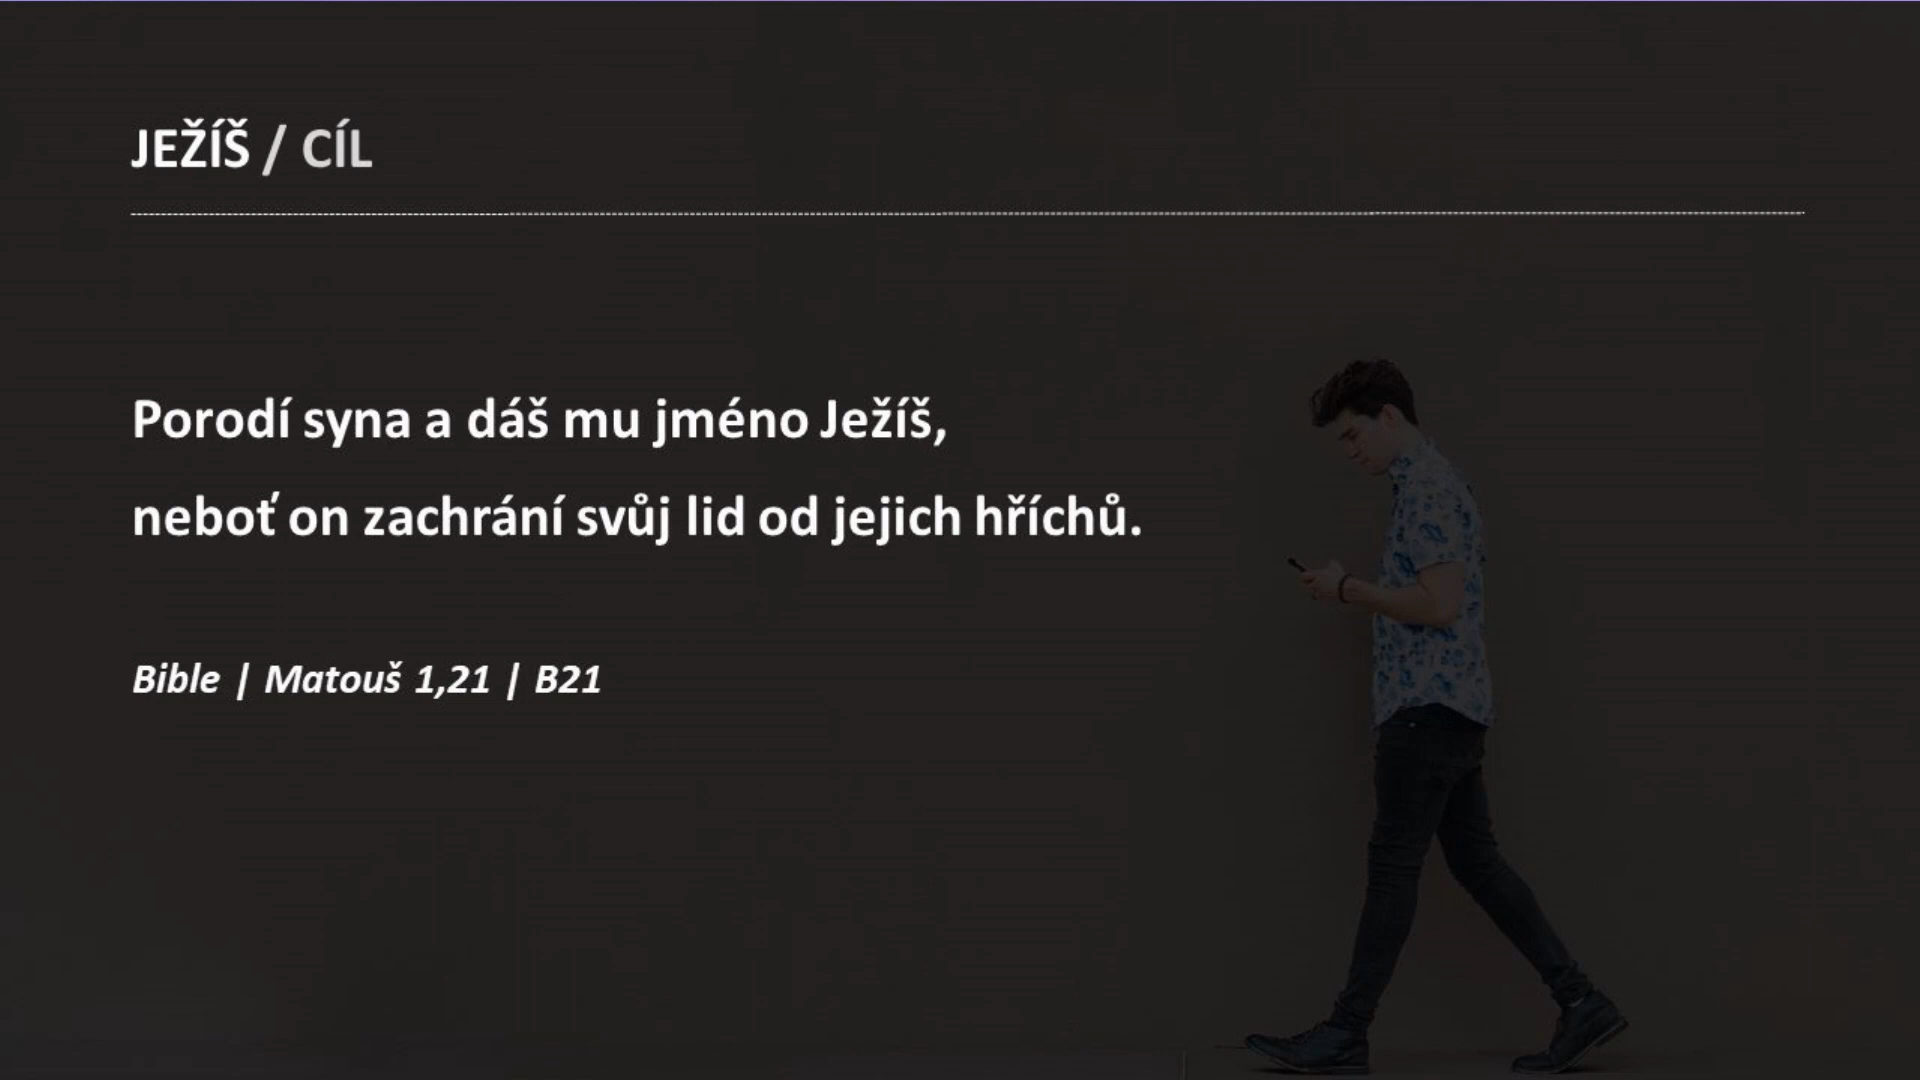 JEŽÍŠ / CÍL
Porodí syna a dáš mu jméno Ježíš,
neboť on zachrání svůj lid od jejich hříchů.
Bible | Matouš 1,21 | B21